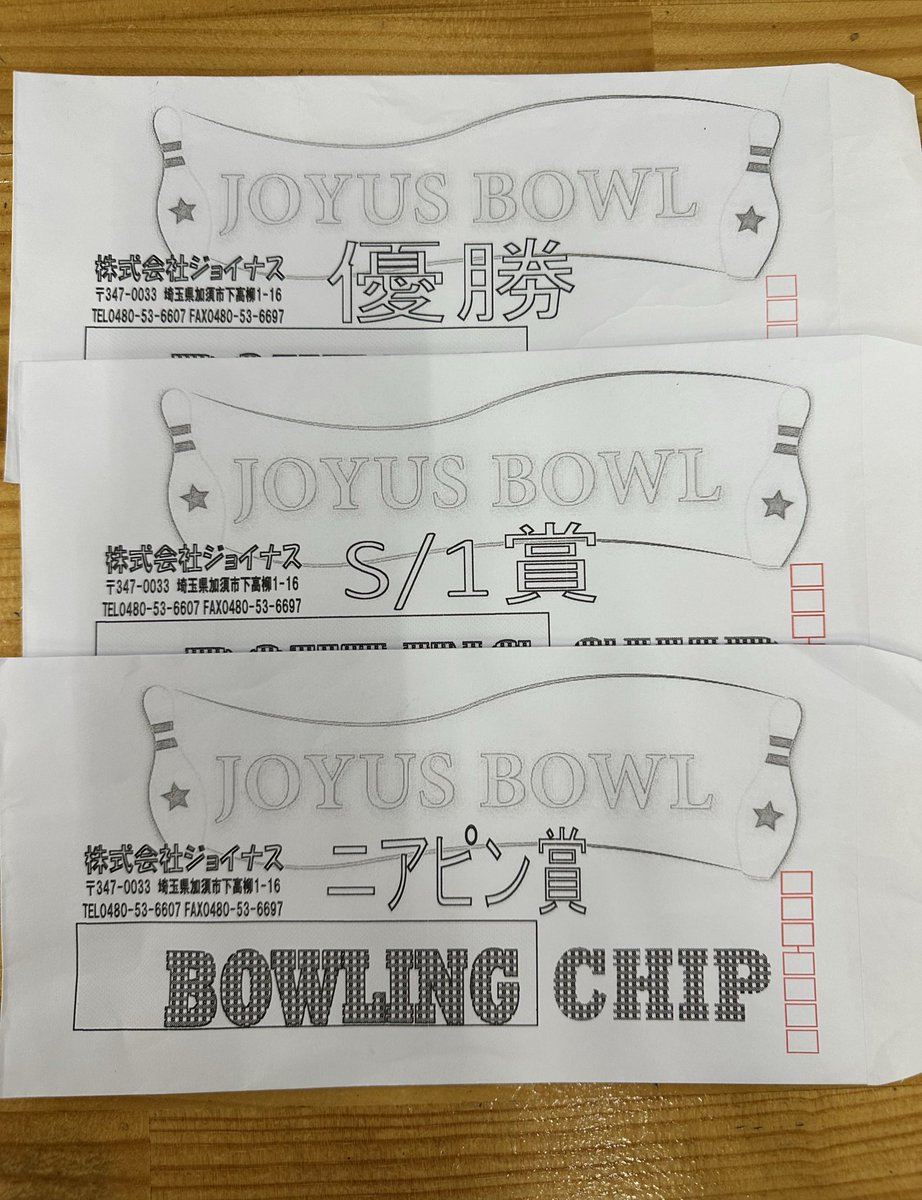 JOYUS BOWL
優勝
株式会社ジョイナス
〒347-0033 埼玉県加須市下高柳1-16
TEL0480-53-6607 FAX0480-53-6697
JOYUS BOWL
S/1賞
株式会社ジョイナス
〒347-0033 埼玉県加須市下高柳1-16
TEL0480-53-6607 FAX0480-53-6697
JOYUS BOWL
ニアピン賞
株式会社ジョイナス
〒347-0033 埼玉県加須市下高柳1-16
TEL0480-53-6607 FAX0480-53-6697
BOWLING CHIP